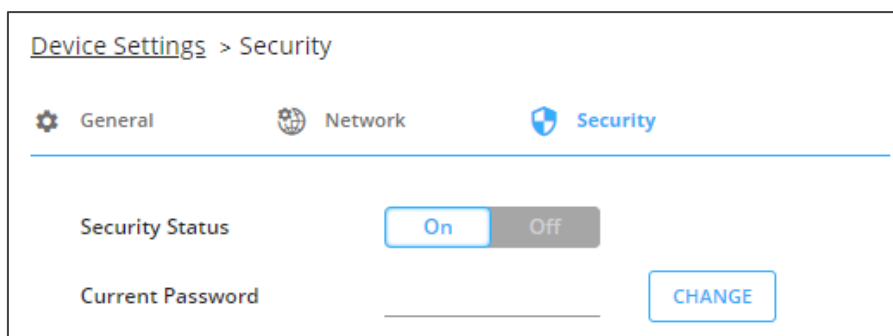 Device Settings > Security
General Network Security
Security Status On Off
Current Password CHANGE